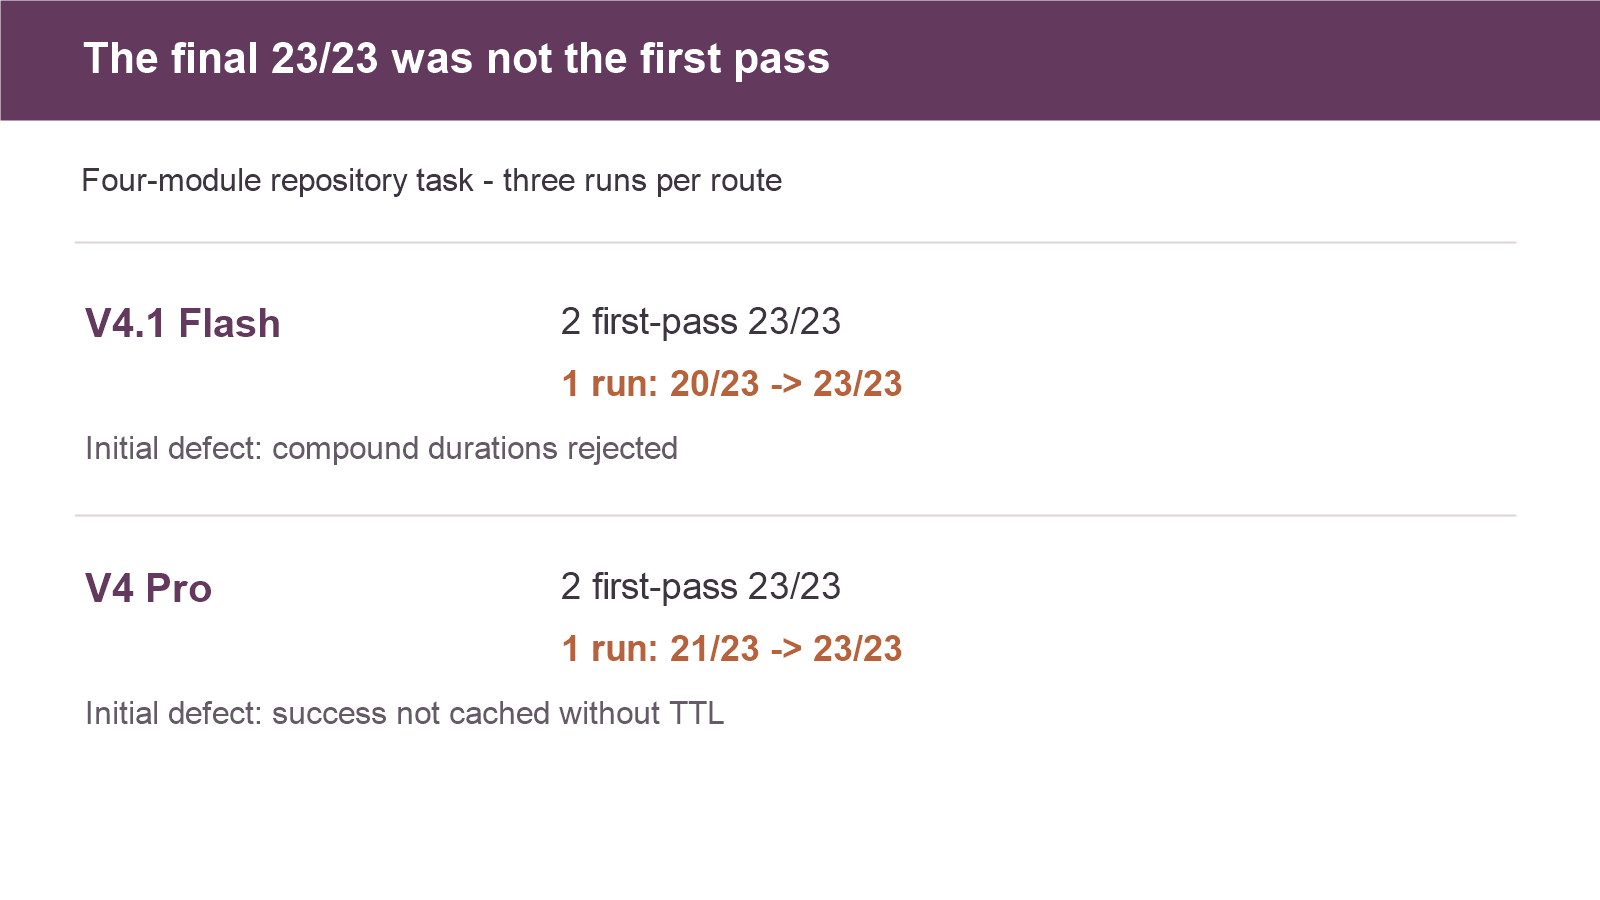 The final 23/23 was not the first pass
Four-module repository task - three runs per route
V4.1 Flash
2 first-pass 23/23
1 run: 20/23 -> 23/23
Initial defect: compound durations rejected
V4 Pro
2 first-pass 23/23
1 run: 21/23 -> 23/23
Initial defect: success not cached without TTL